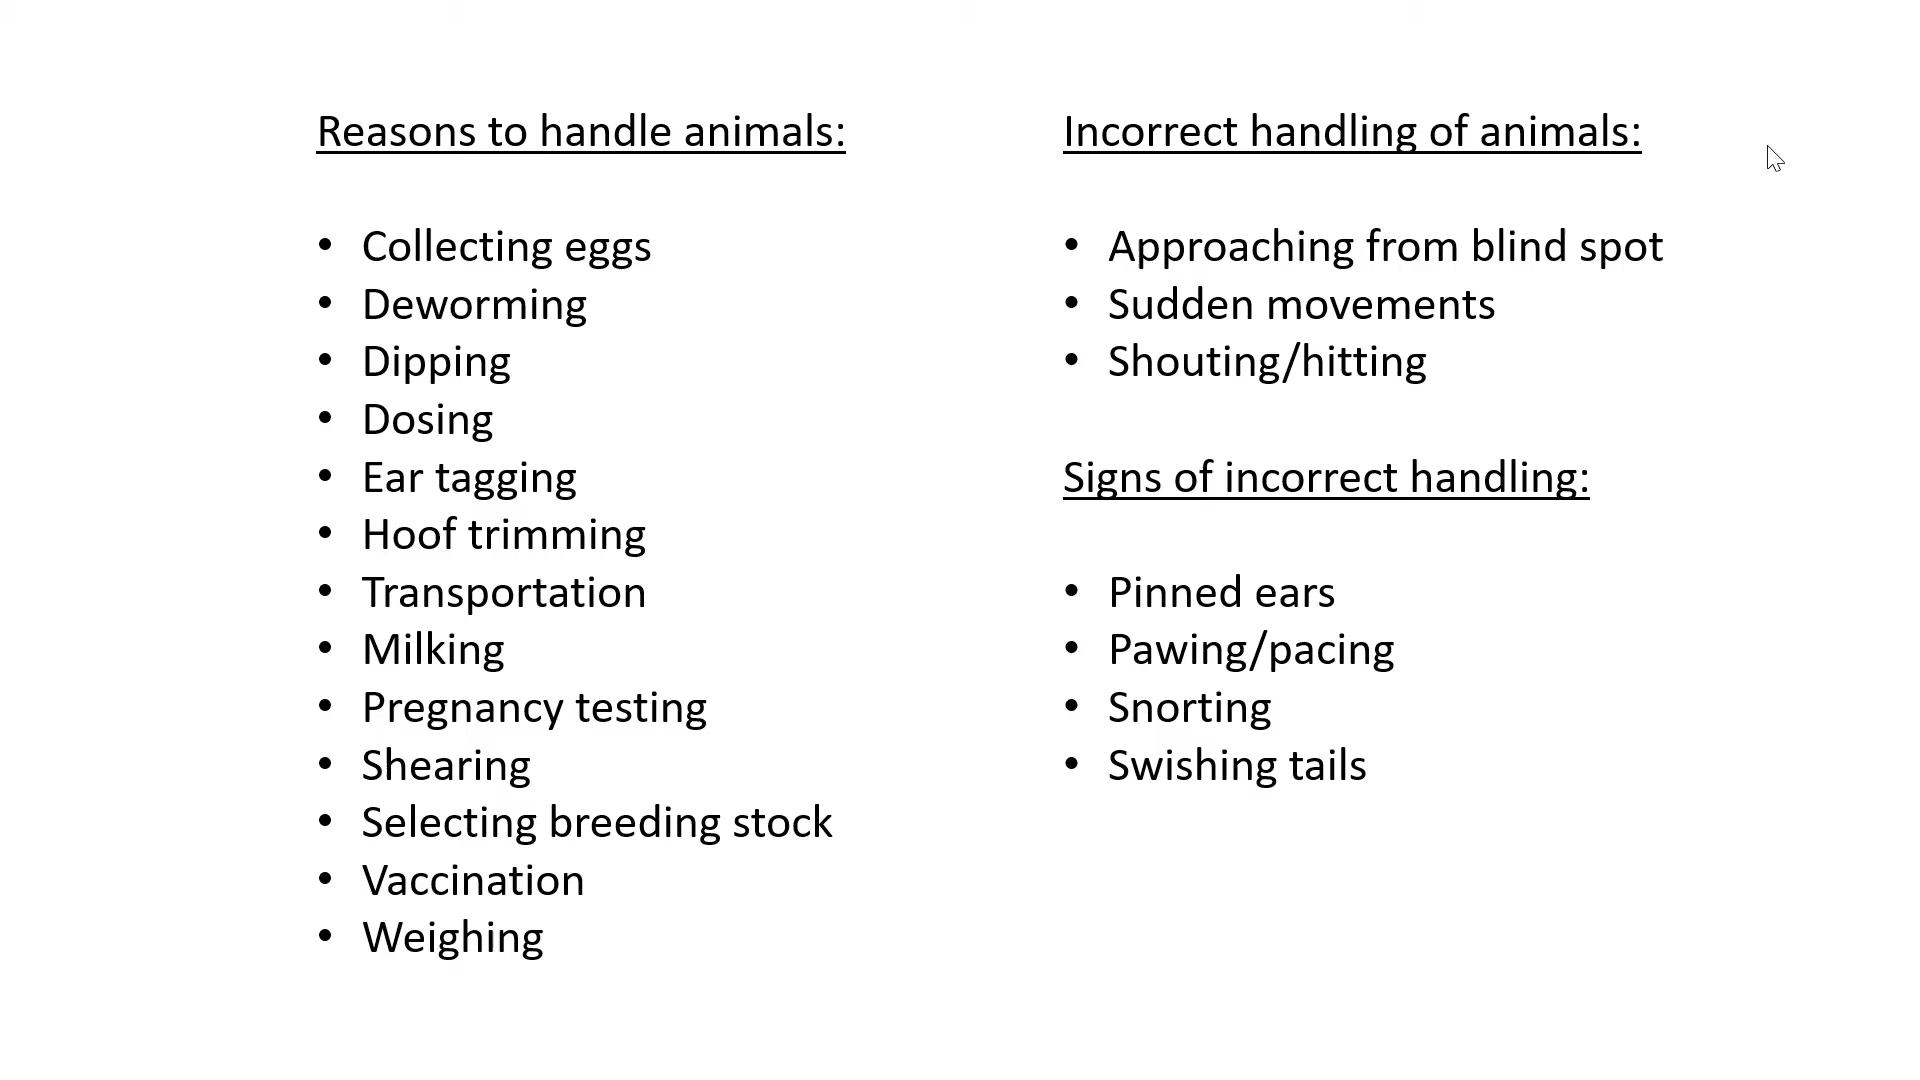 Reasons to handle animals:
• Collecting eggs
• Deworming
• Dipping
• Dosing
• Ear tagging
• Hoof trimming
• Transportation
• Milking
• Pregnancy testing
• Shearing
• Selecting breeding stock
• Vaccination
• Weighing
Incorrect handling of animals:
• Approaching from blind spot
• Sudden movements
• Shouting/hitting
Signs of incorrect handling:
• Pinned ears
• Pawing/pacing
• Snorting
• Swishing tails